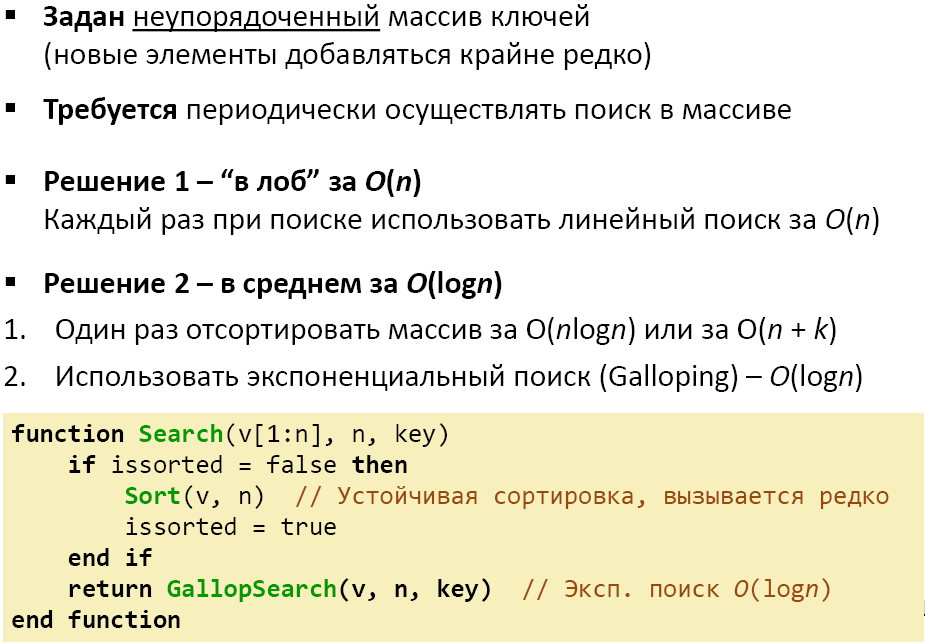 ▪ Задан неупорядоченный массив ключей
(новые элементы добавляться крайне редко)
▪ Требуется периодически осуществлять поиск в массиве
▪ Решение 1 – “в лоб” за O(n)
Каждый раз при поиске использовать линейный поиск за O(n)
▪ Решение 2 – в среднем за O(logn)
1. Один раз отсортировать массив за O(nlogn) или за O(n + k)
2. Использовать экспоненциальный поиск (Galloping) – O(logn)
function Search(v[1:n], n, key)
    if issorted = false then
        Sort(v, n)  // Устойчивая сортировка, вызывается редко
        issorted = true
    end if
    return GallopSearch(v, n, key)  // Эксп. поиск O(logn)
end function